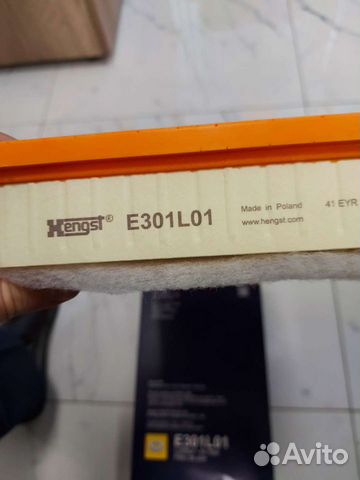 Hengst® E301L01
Made in Poland
www.hengst.com
41 EYR
E301L01
Avito